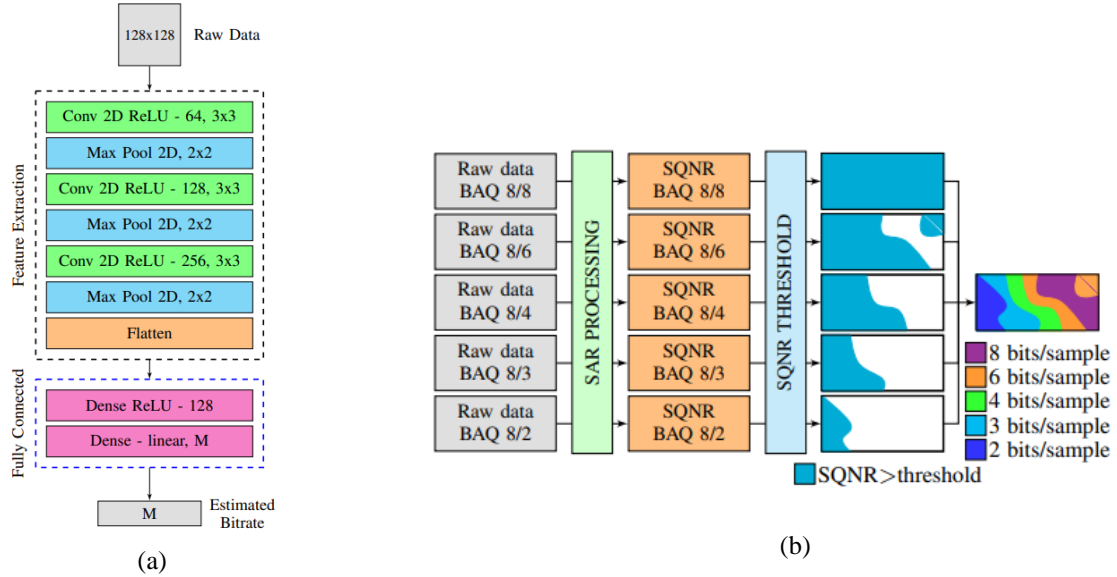 128x128
Raw Data
Feature Extraction
Conv 2D ReLU - 64, 3x3
Max Pool 2D, 2x2
Conv 2D ReLU - 128, 3x3
Max Pool 2D, 2x2
Conv 2D ReLU - 256, 3x3
Max Pool 2D, 2x2
Flatten
Fully Connected
Dense ReLU - 128
Dense - linear, M
M
Estimated
Bitrate
(a)
Raw data
BAQ 8/8
Raw data
BAQ 8/6
Raw data
BAQ 8/4
Raw data
BAQ 8/3
Raw data
BAQ 8/2
SAR PROCESSING
SQNR
BAQ 8/8
SQNR
BAQ 8/6
SQNR
BAQ 8/4
SQNR
BAQ 8/3
SQNR
BAQ 8/2
SQNR THRESHOLD
SQNR>threshold
8 bits/sample
6 bits/sample
4 bits/sample
3 bits/sample
2 bits/sample
(b)